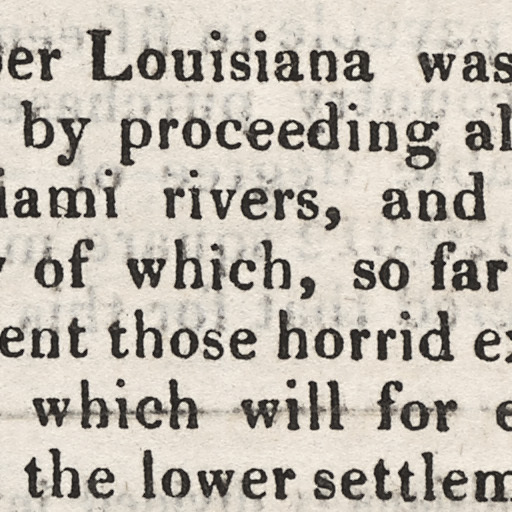 per Louisiana was
by proceeding al
iami rivers, and
y of which, so far
ent those horrid ex
which will for e
the lower settlem